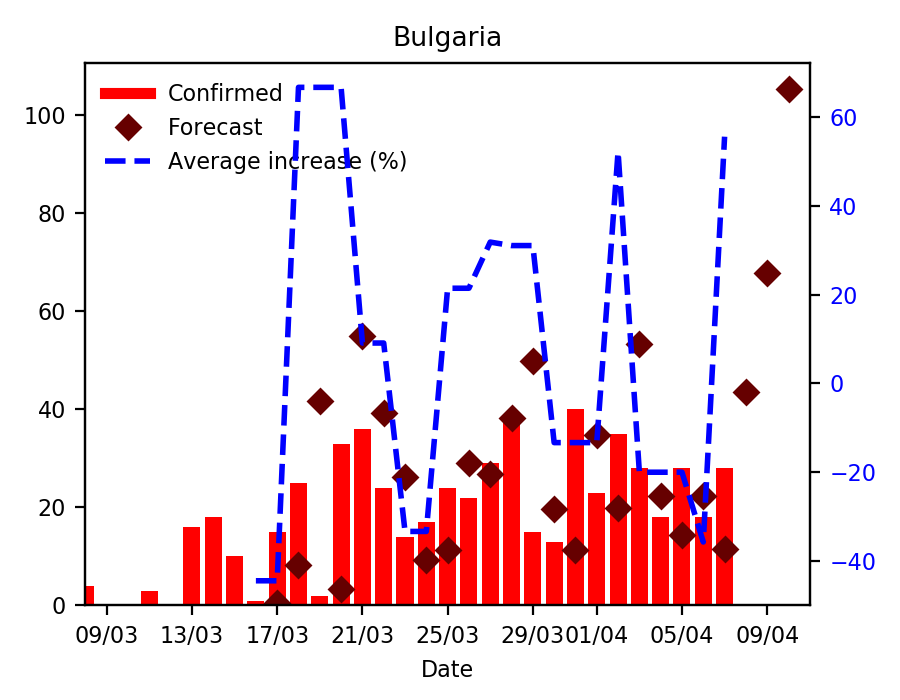 Bulgaria
Confirmed
Forecast
Average increase (%)
100
80
60
40
20
0
60
40
20
0
−20
−40
09/03 13/03 17/03 21/03 25/03 29/03 01/04 05/04 09/04
Date